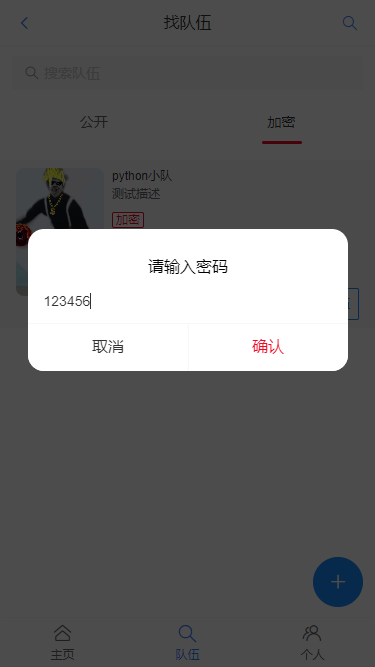 找队伍
搜索队伍
公开
加密
python小队
测试描述
加密
请输入密码
123456
取消
确认
主页
队伍
个人